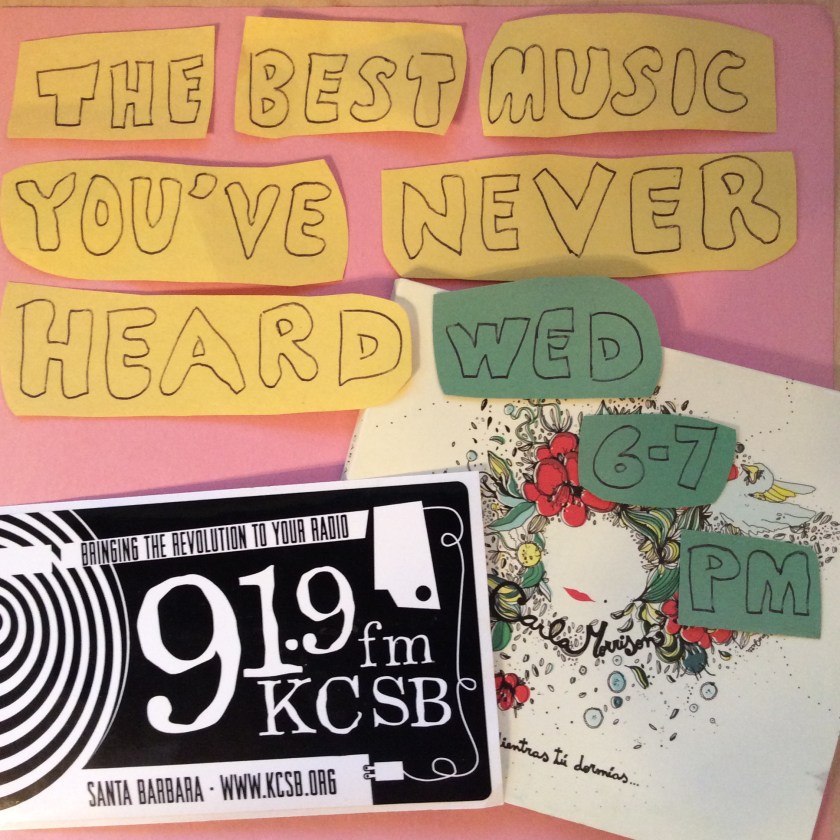 THE BEST MUSIC
YOU'VE NEVER
HEARD WED
6-7
PM
BRINGING THE REVOLUTION TO YOUR RADIO
91.9 fm
KCSB
SANTA BARBARA · WWW.KCSB.ORG
Carla Morrison
Mientras tú dormías...